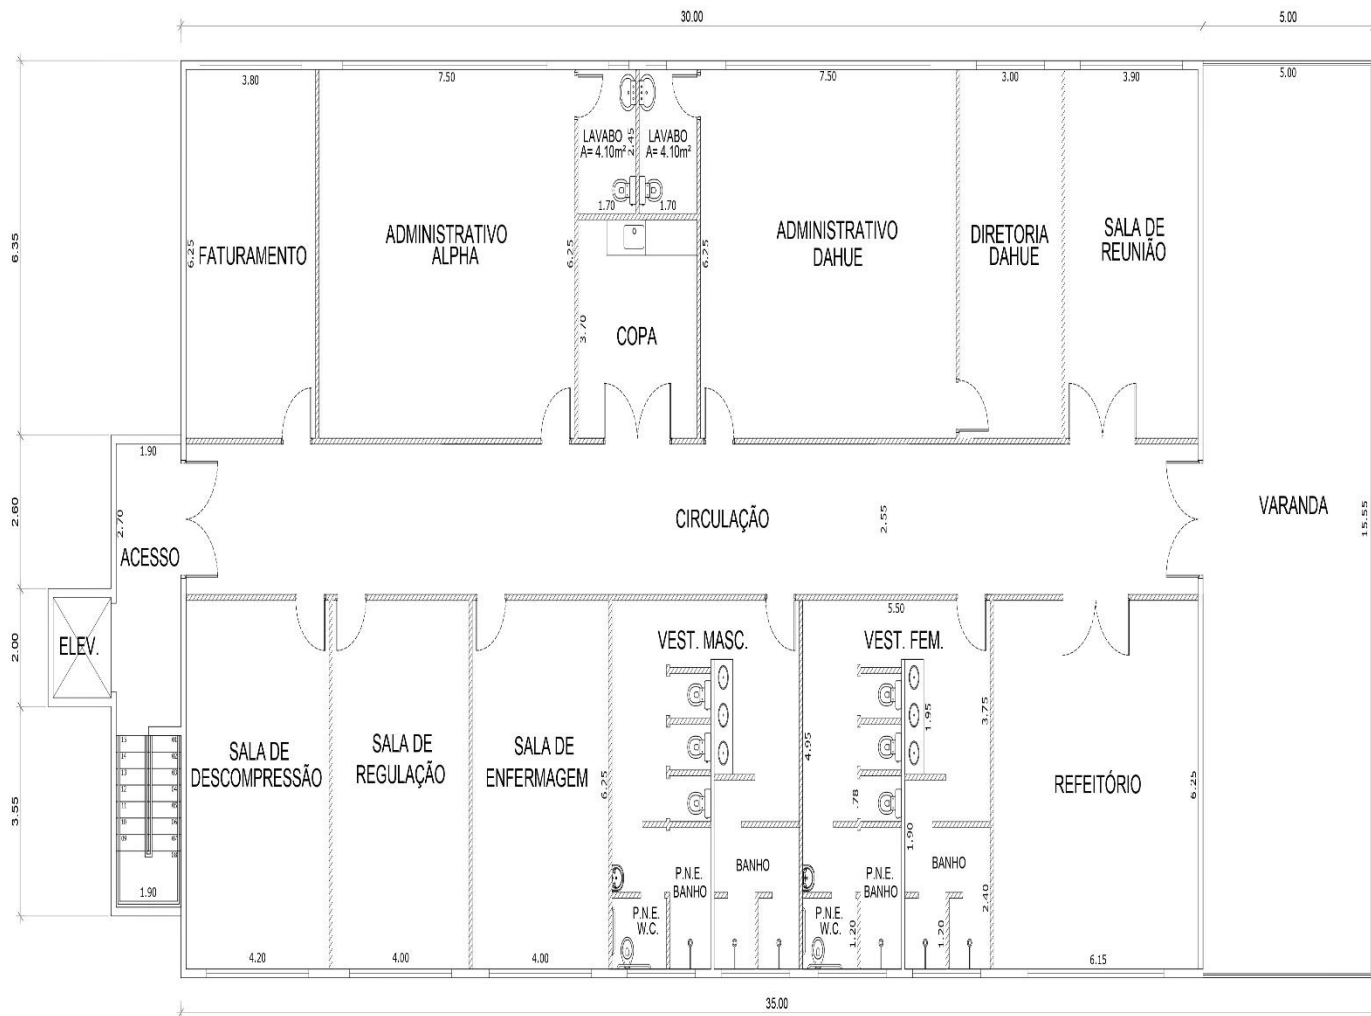 30.00
5.00
3.80
7.50
7.50
3.00
3.90
5.00
LAVABO
A= 4.10m²
2.45
LAVABO
A= 4.10m²
1.70
1.70
6.35
6.25
FATURAMENTO
ADMINISTRATIVO
ALPHA
6.25
6.25
ADMINISTRATIVO
DAHUE
DIRETORIA
DAHUE
SALA DE
REUNIÃO
3.70
COPA
1.90
2.60
2.70
ACESSO
CIRCULAÇÃO
2.55
VARANDA
15.55
2.00
ELEV.
VEST. MASC.
5.50
VEST. FEM.
3.55
SALA DE
DESCOMPRESSÃO
SALA DE
REGULAÇÃO
SALA DE
ENFERMAGEM
6.25
4.95
1.95
3.75
REFEITÓRIO
6.25
.78
1.90
P.N.E.
BANHO
BANHO
P.N.E.
BANHO
BANHO
2.40
P.N.E.
W.C.
P.N.E.
W.C.
1.20
1.20
1.90
4.20
4.00
4.00
6.15
35.00